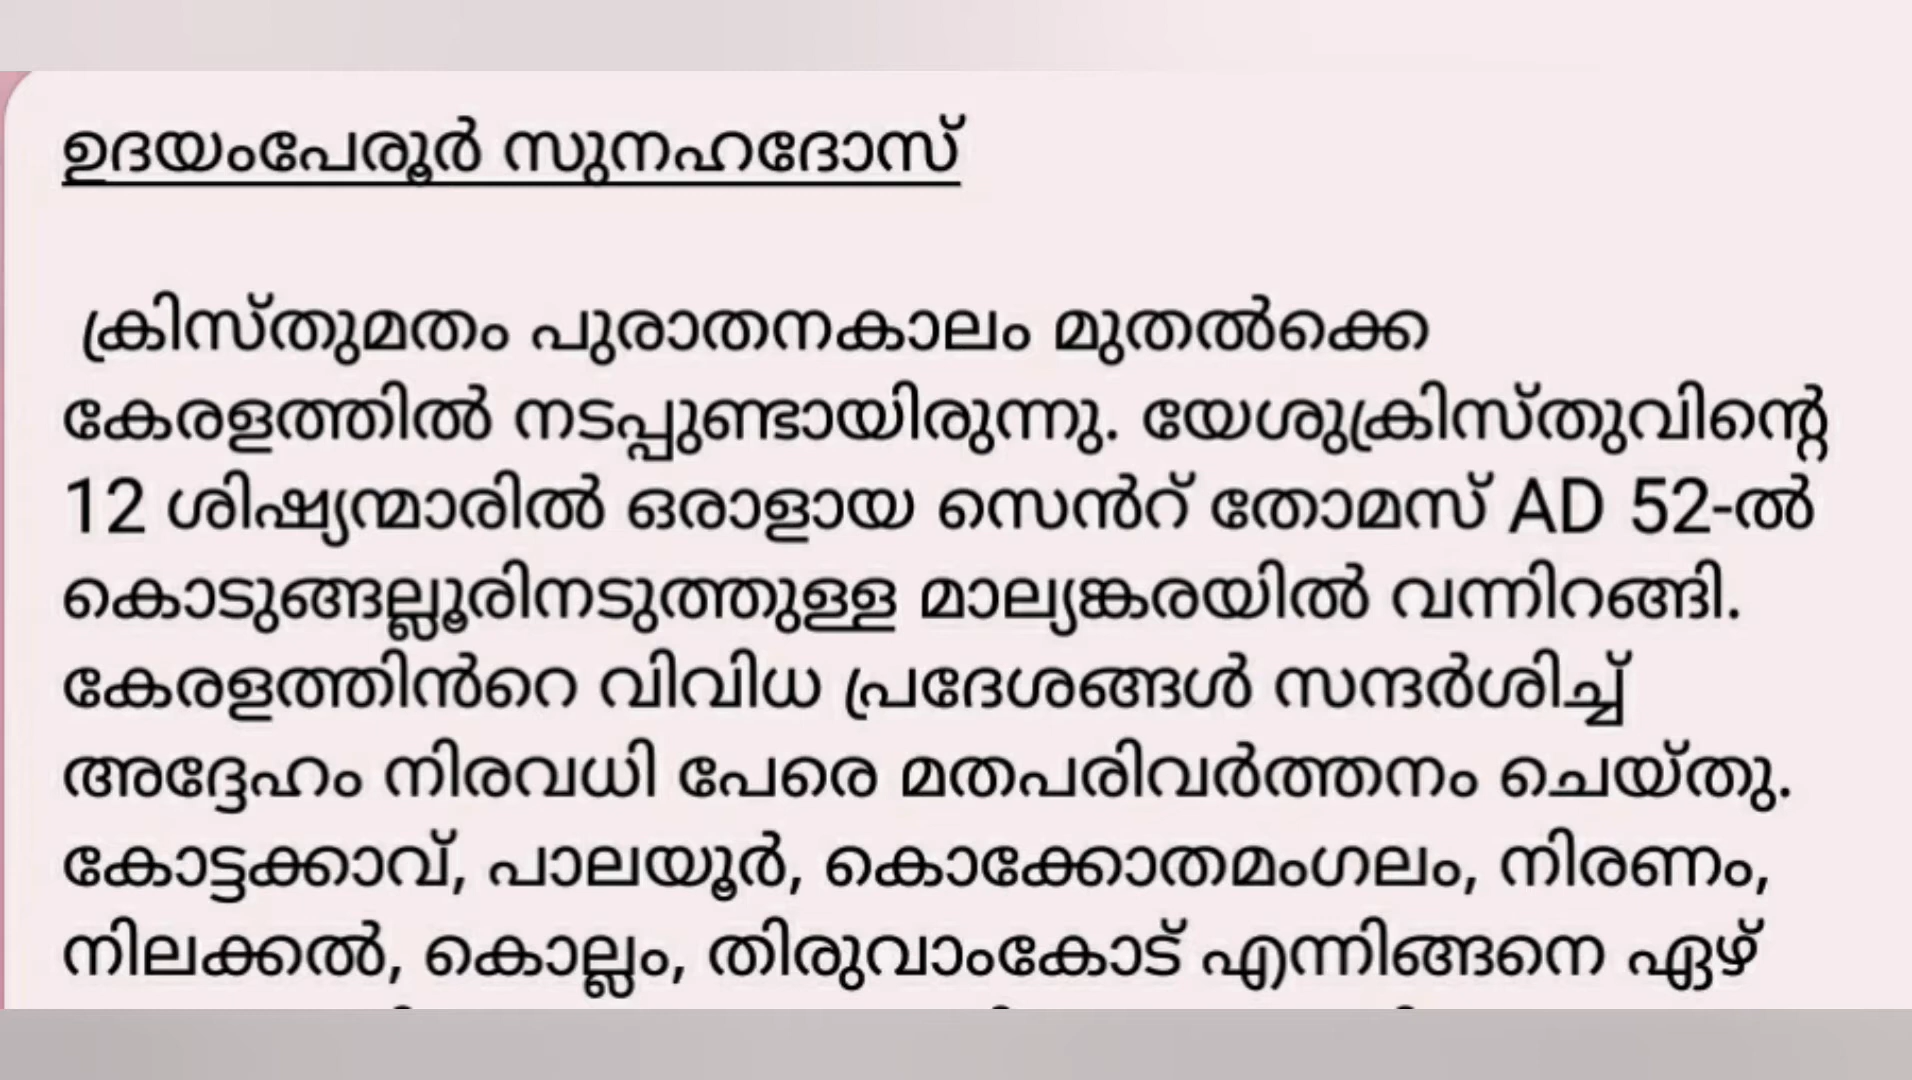 ഉദയംപേരൂർ സുനഹദോസ്
ക്രിസ്തുമതം പുരാതനകാലം മുതൽക്കെ
കേരളത്തിൽ നടപ്പുണ്ടായിരുന്നു. യേശുക്രിസ്തുവിന്റെ
12 ശിഷ്യന്മാരിൽ ഒരാളായ സെൻറ് തോമസ് AD 52-ൽ
കൊടുങ്ങല്ലൂരിനടുത്തുള്ള മാല്യങ്കരയിൽ വന്നിറങ്ങി.
കേരളത്തിൻറെ വിവിധ പ്രദേശങ്ങൾ സന്ദർശിച്ച്
അദ്ദേഹം നിരവധി പേരെ മതപരിവർത്തനം ചെയ്തു.
കോട്ടക്കാവ്, പാലയൂർ, കൊക്കോതമംഗലം, നിരണം,
നിലക്കൽ, കൊല്ലം, തിരുവാംകോട് എന്നിങ്ങനെ ഏഴ്